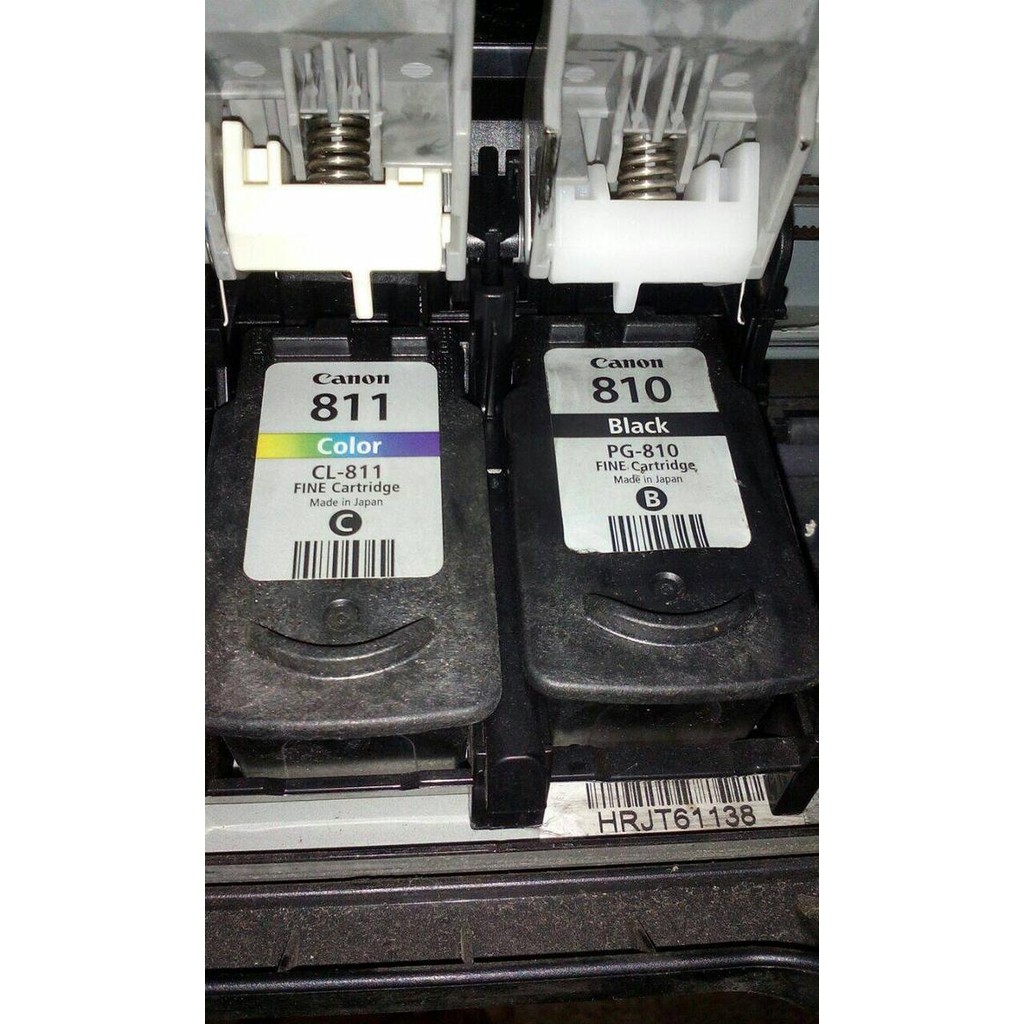 Canon
811
Color
CL-811
FINE Cartridge
Made in Japan
C
Canon
810
Black
PG-810
FINE Cartridge
Made in Japan
B
HRJT61138